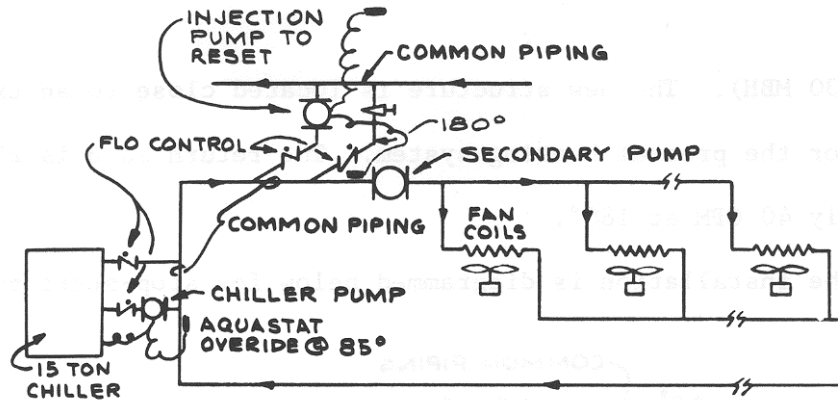 INJECTION
PUMP TO
RESET
COMMON PIPING
180°
FLO CONTROL
SECONDARY PUMP
COMMON PIPING
FAN
COILS
CHILLER PUMP
AQUASTAT
OVERIDE @ 85°
15 TON
CHILLER